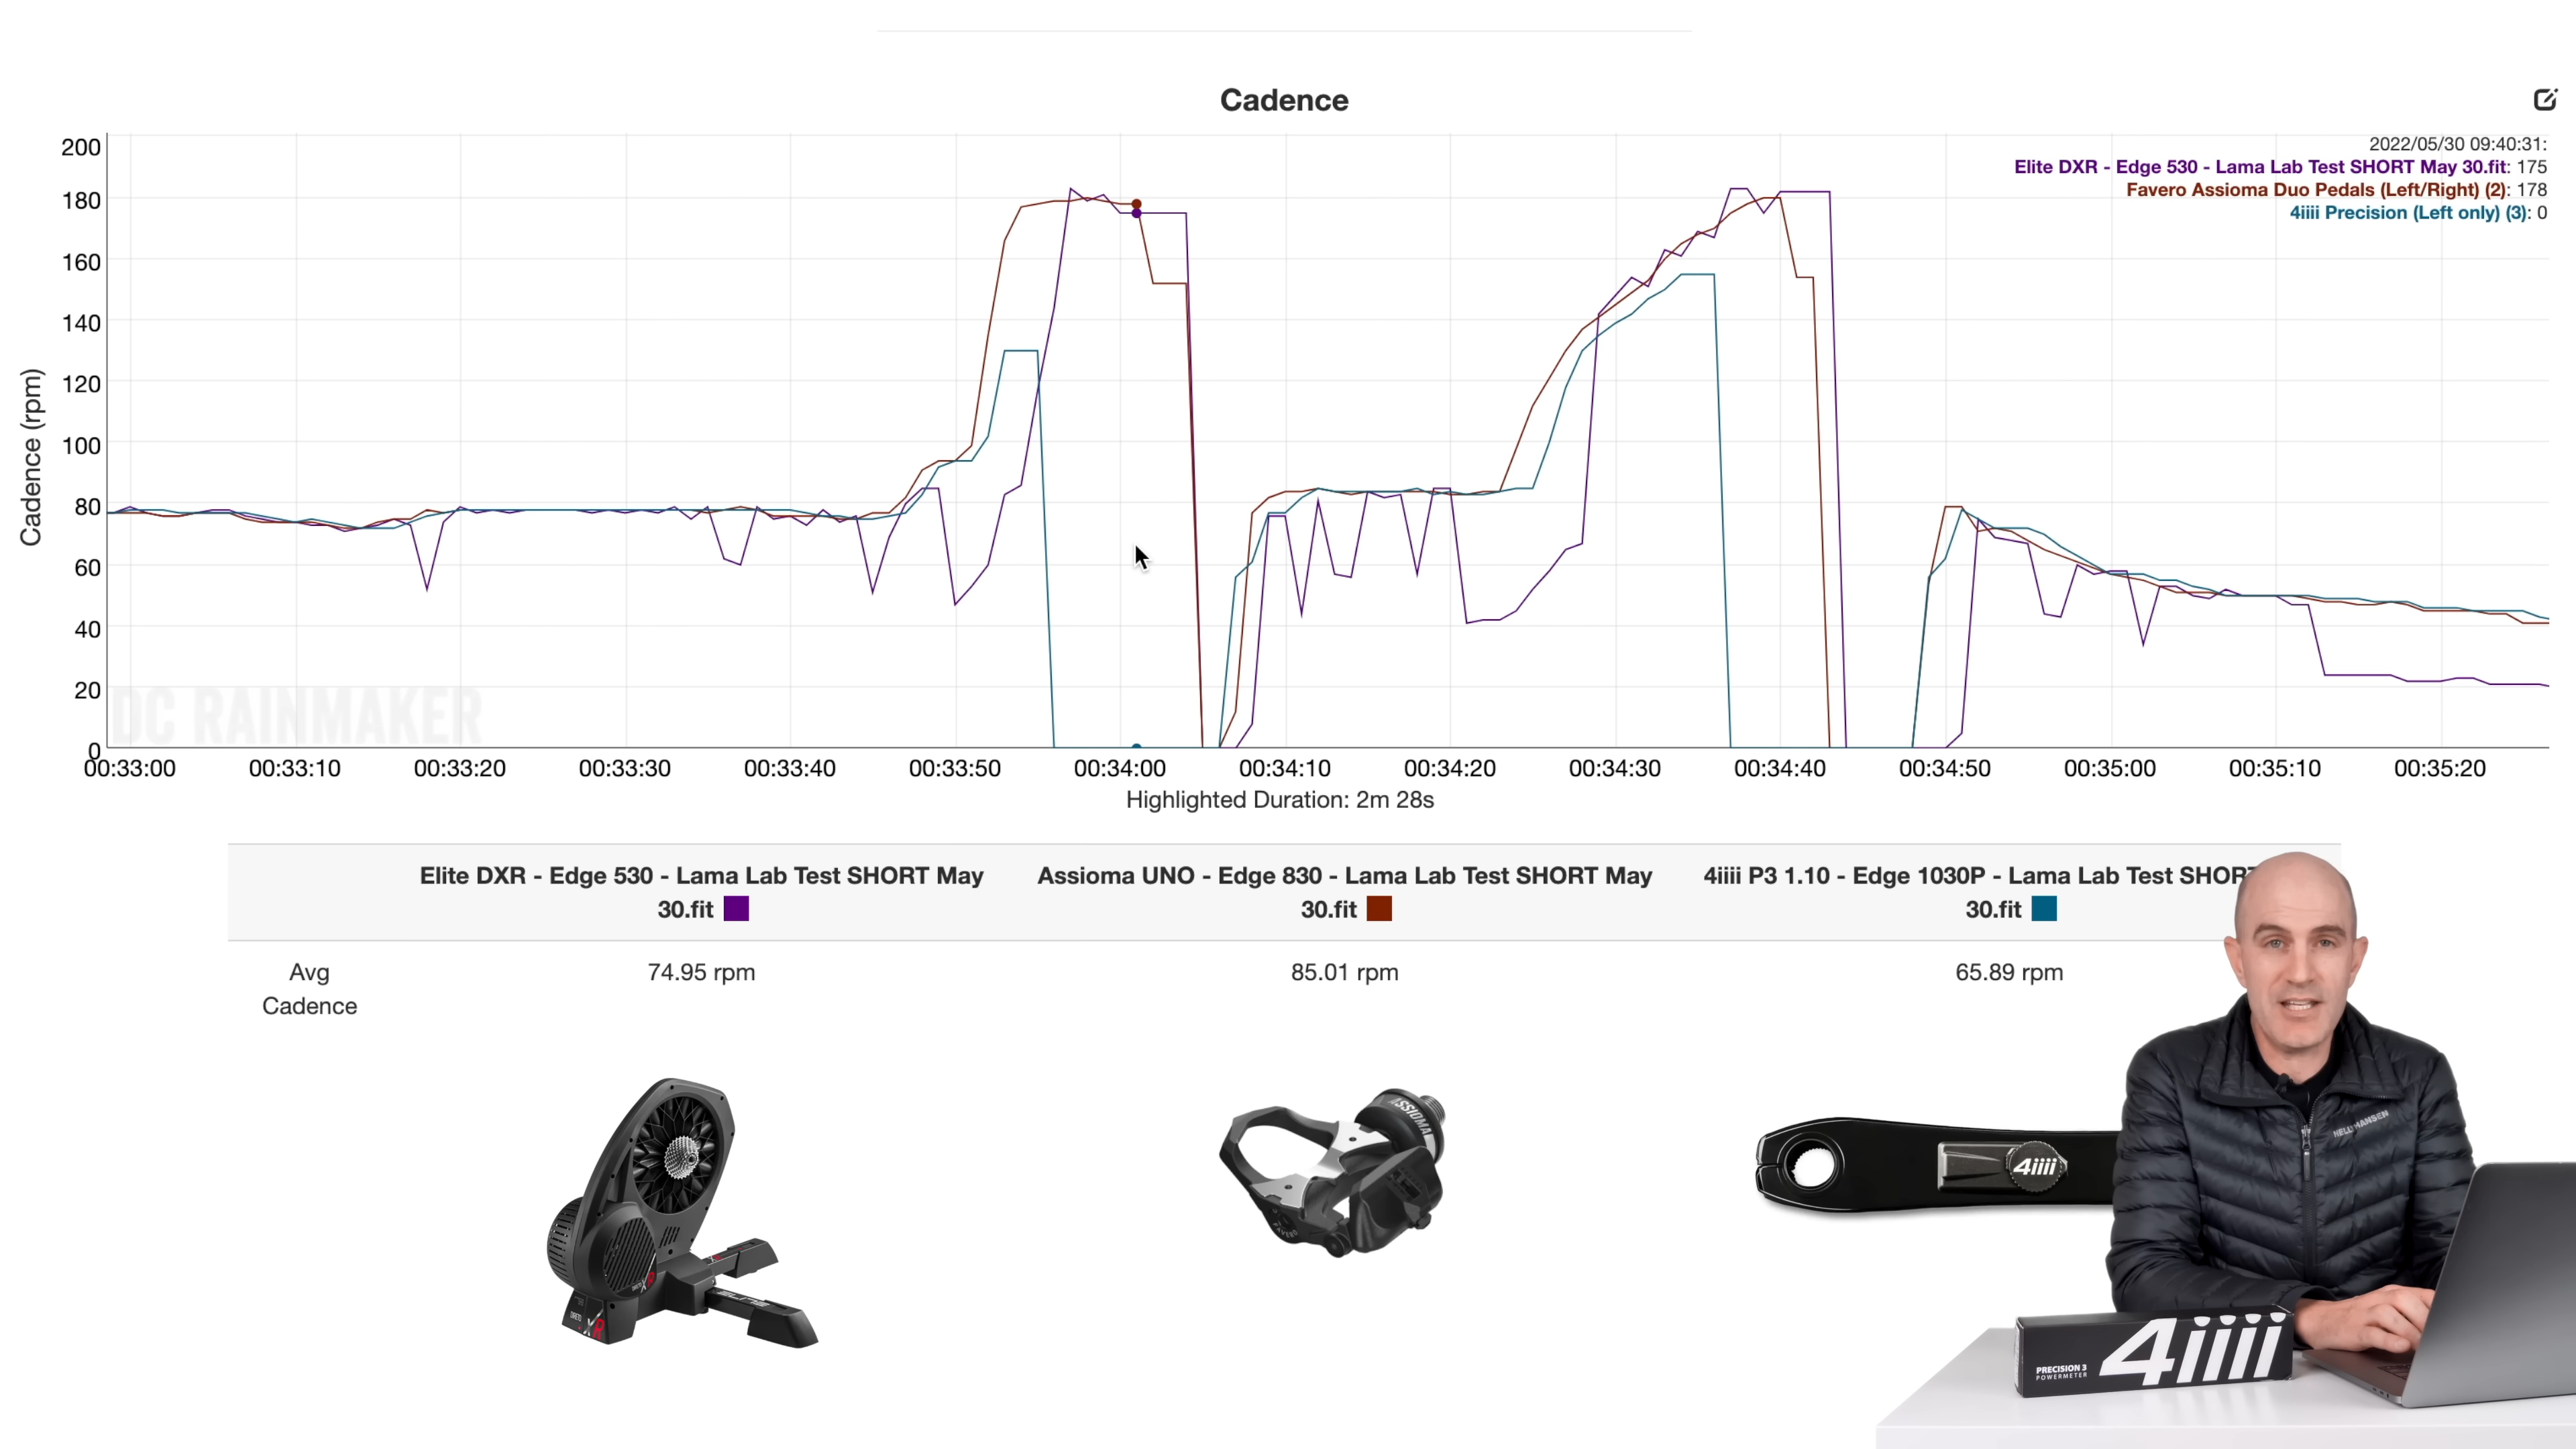 Cadence
2022/05/30 09:40:31:
Elite DXR - Edge 530 - Lama Lab Test SHORT May 30.fit: 175
Favero Assioma Duo Pedals (Left/Right) (2): 178
4iiii Precision (Left only) (3): 0
Cadence (rpm)
200
180
160
140
120
100
80
60
40
20
0
DC RAINMAKER
00:33:00 00:33:10 00:33:20 00:33:30 00:33:40 00:33:50 00:34:00 00:34:10 00:34:20 00:34:30 00:34:40 00:34:50 00:35:00 00:35:10 00:35:20
Highlighted Duration: 2m 28s
Elite DXR - Edge 530 - Lama Lab Test SHORT May
30.fit
Assioma UNO - Edge 830 - Lama Lab Test SHORT May
30.fit
4iiii P3 1.10 - Edge 1030P - Lama Lab Test SHORT
30.fit
Avg
Cadence
74.95 rpm
85.01 rpm
65.89 rpm
ASSIOMA
4iiii
HELLY HANSEN
XR
ELITE
PRECISION 3
POWERMETER
4iiii